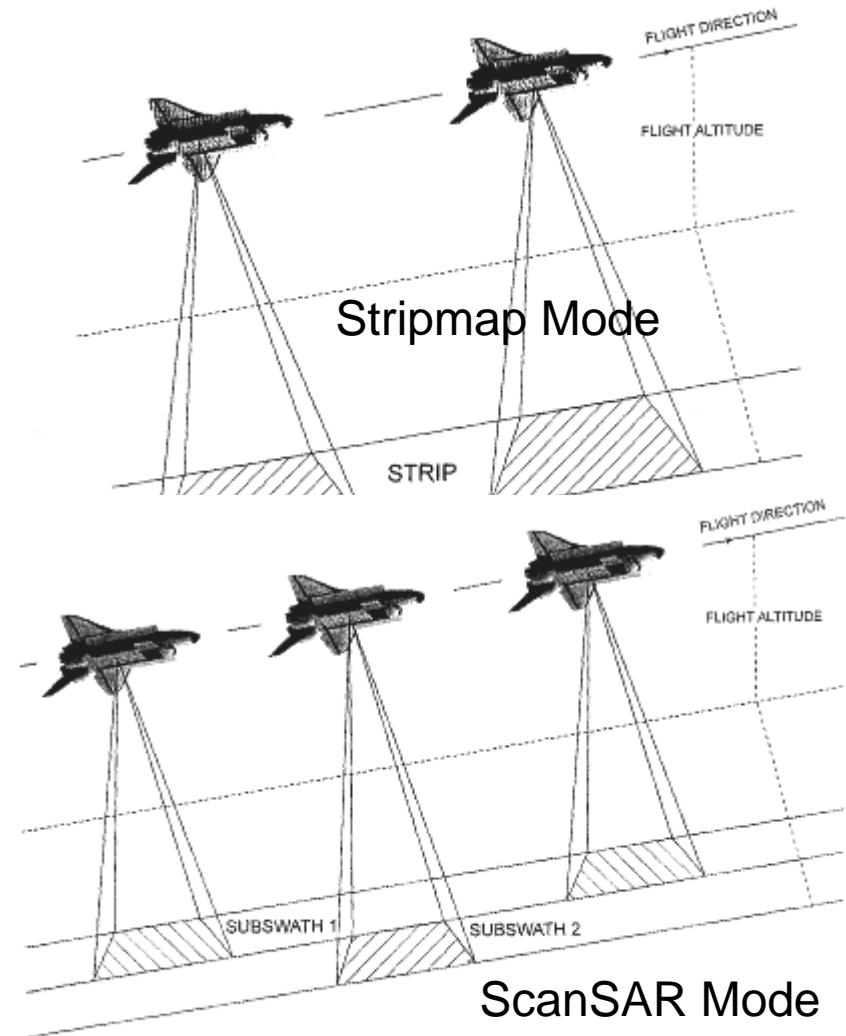 FLIGHT DIRECTION
FLIGHT ALTITUDE
Stripmap Mode
STRIP
FLIGHT DIRECTION
FLIGHT ALTITUDE
SUBSWATH 1
SUBSWATH 2
ScanSAR Mode